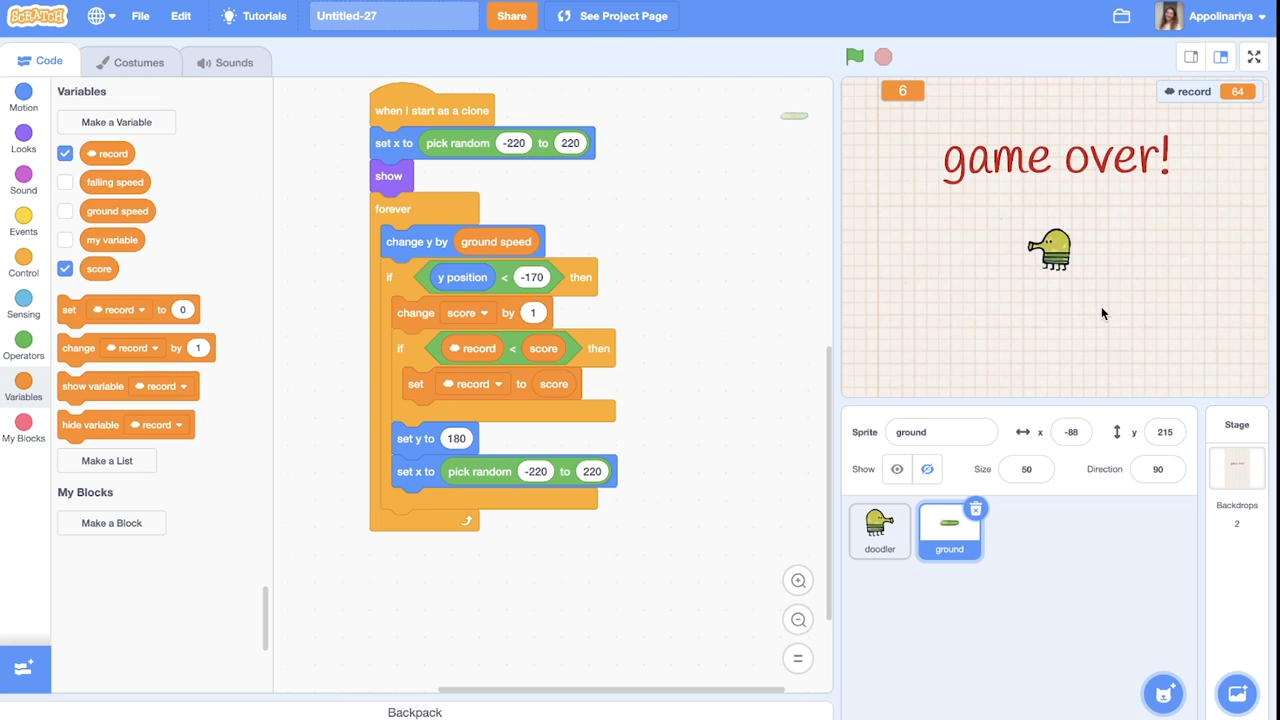 SCRATCH File Edit Tutorials Untitled-27 Share See Project Page Appolinariya
Code Costumes Sounds
Motion
Looks
Sound
Events
Control
Sensing
Operators
Variables
My Blocks
Variables
Make a Variable
record
falling speed
ground speed
my variable
score
set record to 0
change record by 1
show variable record
hide variable record
Make a List
My Blocks
Make a Block
when I start as a clone
set x to pick random -220 to 220
show
forever
change y by ground speed
if y position < -170 then
change score by 1
if record < score then
set record to score
set y to 180
set x to pick random -220 to 220
6
record 64
game over!
Sprite ground x -88 y 215
Show Size 50 Direction 90
doodler
ground
Stage
game over!
Backdrops
2
Backpack